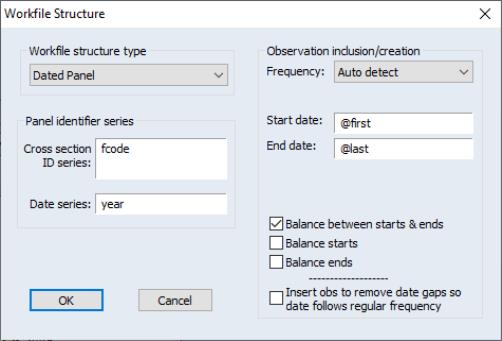 Workfile Structure
Workfile structure type
Dated Panel
Panel identifier series
Cross section
ID series:
fcode
Date series:
year
OK
Cancel
Observation inclusion/creation
Frequency:
Auto detect
Start date:
@first
End date:
@last
Balance between starts & ends
Balance starts
Balance ends
-------------------
Insert obs to remove date gaps so
date follows regular frequency